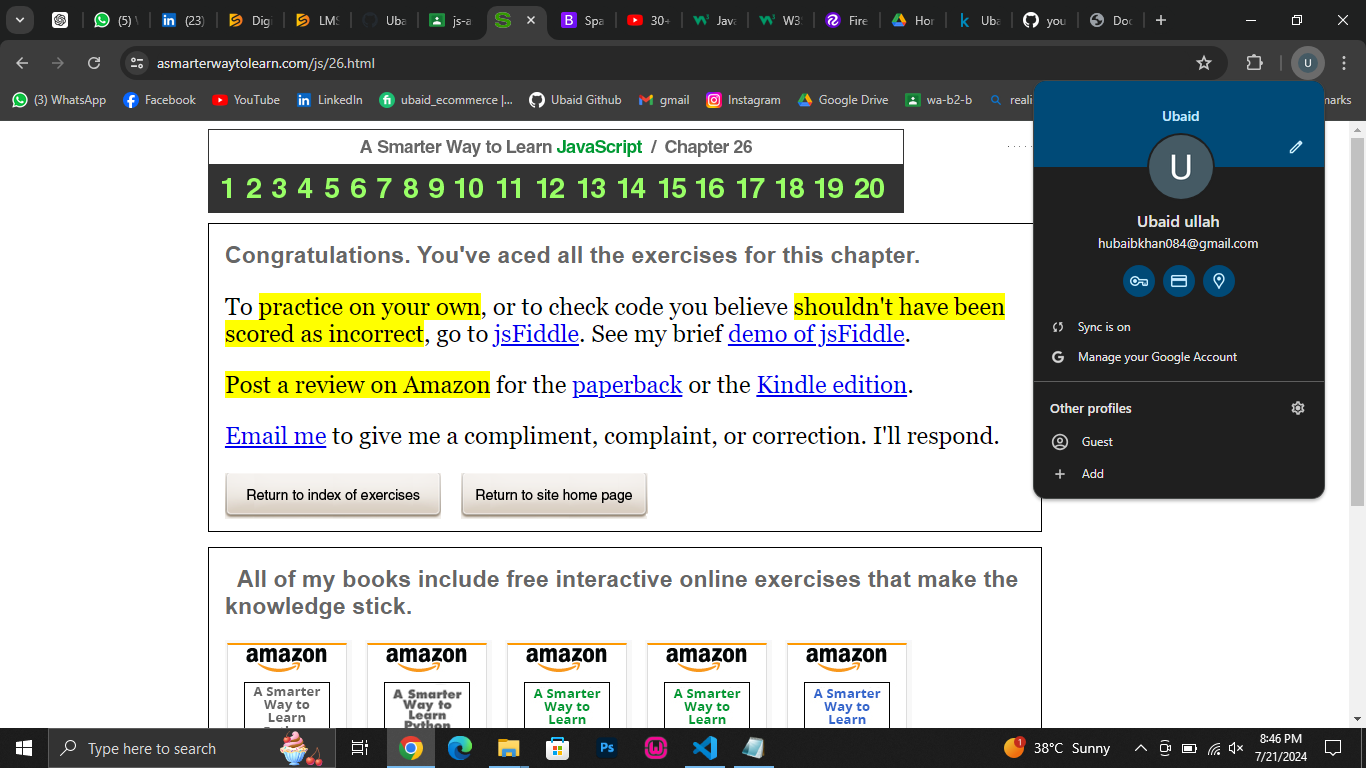 (5) W
(23)
Digi
LMS
Uba
js-a
Spa
30+
Java
W3S
Fire
Hor
Uba
you
Doc
asmarterwaytolearn.com/js/26.html
U
(3) WhatsApp
Facebook
YouTube
LinkedIn
ubaid_ecommerce |...
Ubaid Github
gmail
Instagram
Google Drive
wa-b2-b
reali
marks
A Smarter Way to Learn JavaScript / Chapter 26
1 2 3 4 5 6 7 8 9 10 11 12 13 14 15 16 17 18 19 20
Congratulations. You've aced all the exercises for this chapter.
To practice on your own, or to check code you believe shouldn't have been
scored as incorrect, go to jsFiddle. See my brief demo of jsFiddle.
Post a review on Amazon for the paperback or the Kindle edition.
Email me to give me a compliment, complaint, or correction. I'll respond.
Return to index of exercises
Return to site home page
All of my books include free interactive online exercises that make the
knowledge stick.
amazon
A Smarter
Way to
Learn
amazon
A Smarter
Way to
Learn
Python
amazon
A Smarter
Way to
Learn
amazon
A Smarter
Way to
Learn
amazon
A Smarter
Way to
Learn
Ubaid
U
Ubaid ullah
hubaibkhan084@gmail.com
Sync is on
Manage your Google Account
Other profiles
Guest
Add
Type here to search
Ps
1
38°C Sunny
8:46 PM
7/21/2024